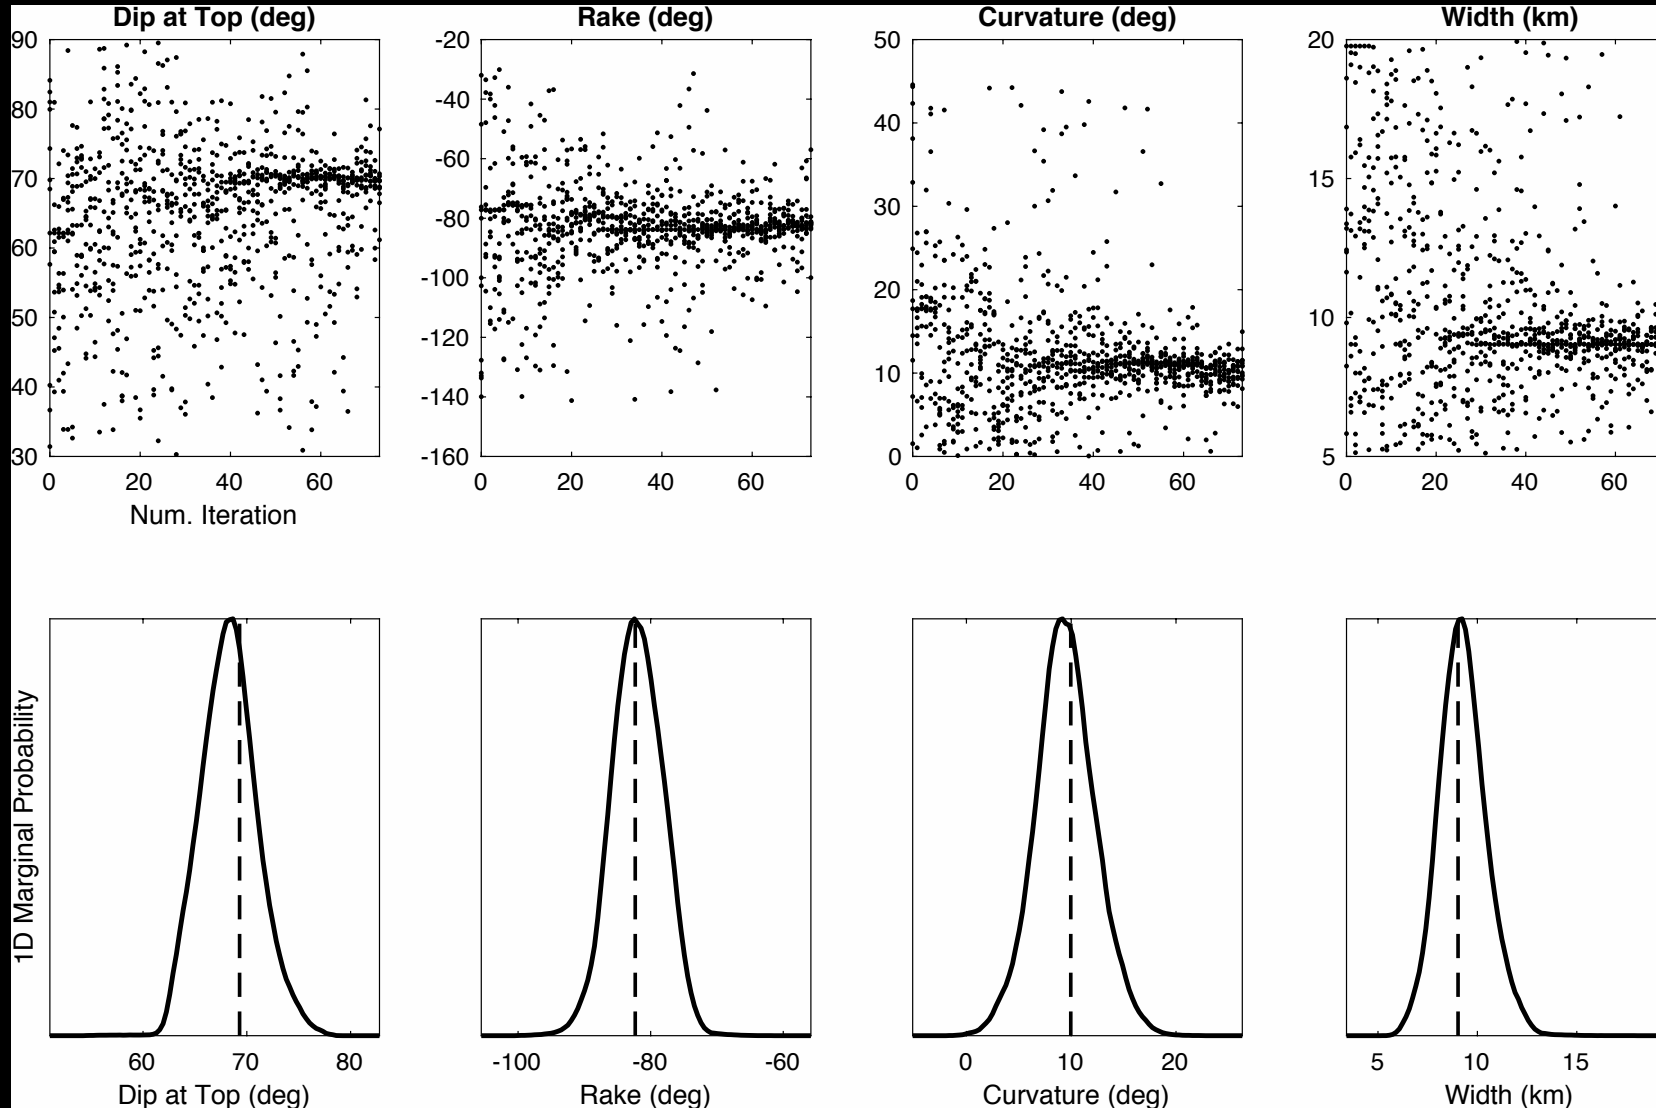 Dip at Top (deg)
Rake (deg)
Curvature (deg)
Width (km)
90
80
70
60
50
40
30
0 20 40 60
Num. Iteration
-20
-40
-60
-80
-100
-120
-140
-160
0 20 40 60
50
40
30
20
10
0
0 20 40 60
20
15
10
5
0 20 40 60
1D Marginal Probability
60 70 80
Dip at Top (deg)
-100 -80 -60
Rake (deg)
0 10 20
Curvature (deg)
5 10 15
Width (km)